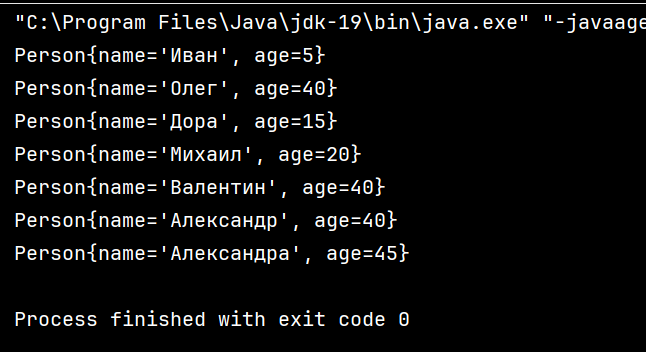 "C:\Program Files\Java\jdk-19\bin\java.exe" "-javaage
Person{name='Иван', age=5}
Person{name='Олег', age=40}
Person{name='Дора', age=15}
Person{name='Михаил', age=20}
Person{name='Валентин', age=40}
Person{name='Александр', age=40}
Person{name='Александра', age=45}
Process finished with exit code 0